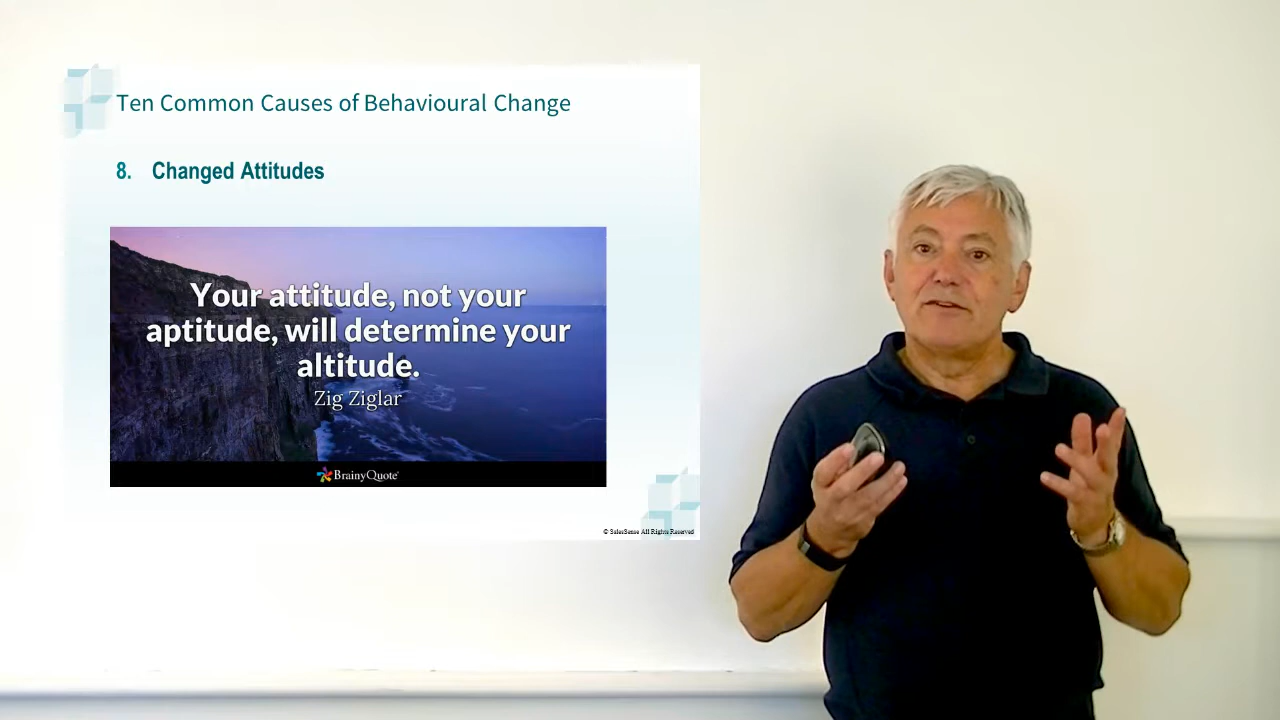 Ten Common Causes of Behavioural Change
8. Changed Attitudes
Your attitude, not your
aptitude, will determine your
altitude.
Zig Ziglar
BrainyQuote®
© SalesSense All Rights Reserved